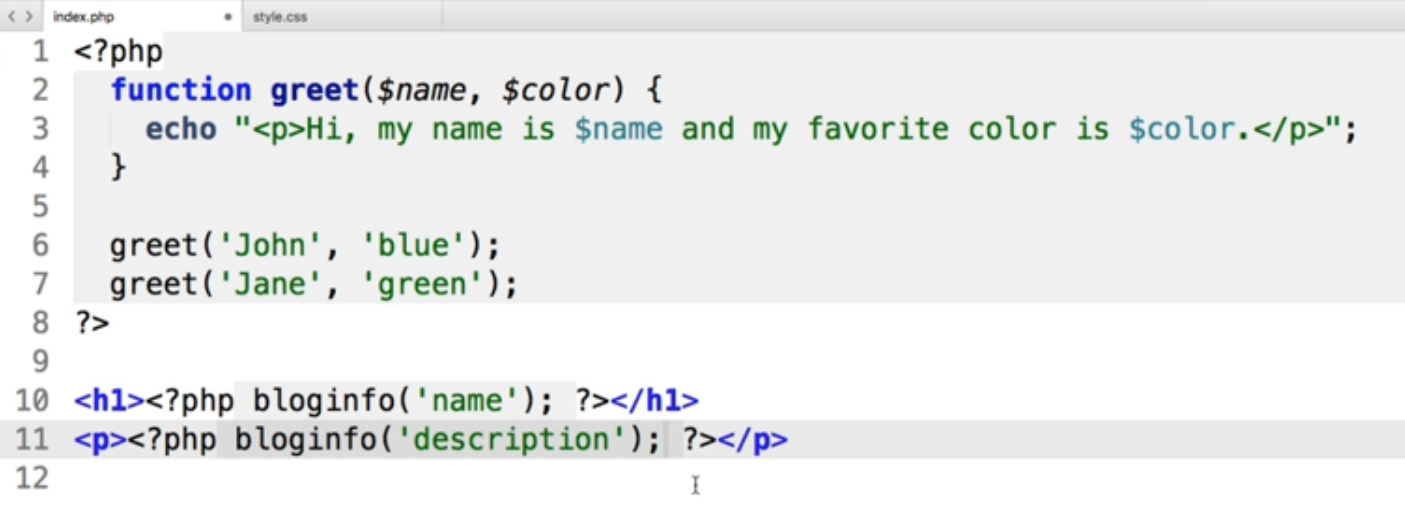 index.php style.css
1 <?php
2   function greet($name, $color) {
3     echo "<p>Hi, my name is $name and my favorite color is $color.</p>";
4   }
5
6   greet('John', 'blue');
7   greet('Jane', 'green');
8 ?>
9
10 <h1><?php bloginfo('name'); ?></h1>
11 <p><?php bloginfo('description'); ?></p>
12